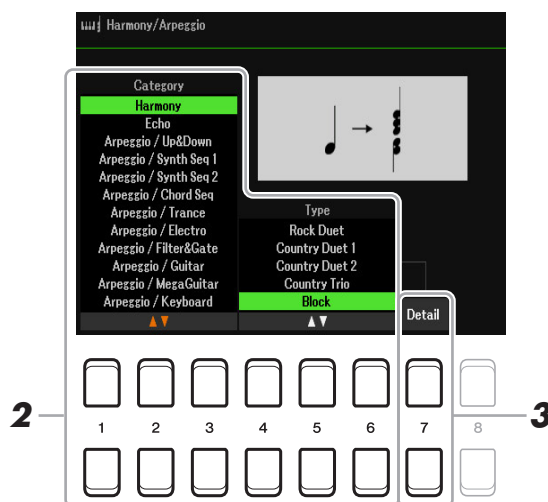 Harmony/Arpeggio
Category
Harmony
Echo
Arpeggio / Up&Down
Arpeggio / Synth Seq 1
Arpeggio / Synth Seq 2
Arpeggio / Chord Seq
Arpeggio / Trance
Arpeggio / Electro
Arpeggio / Filter&Gate
Arpeggio / Guitar
Arpeggio / MegaGuitar
Arpeggio / Keyboard
Type
Rock Duet
Country Duet 1
Country Duet 2
Country Trio
Block
Detail
2
1 2 3 4 5 6 7 8
3